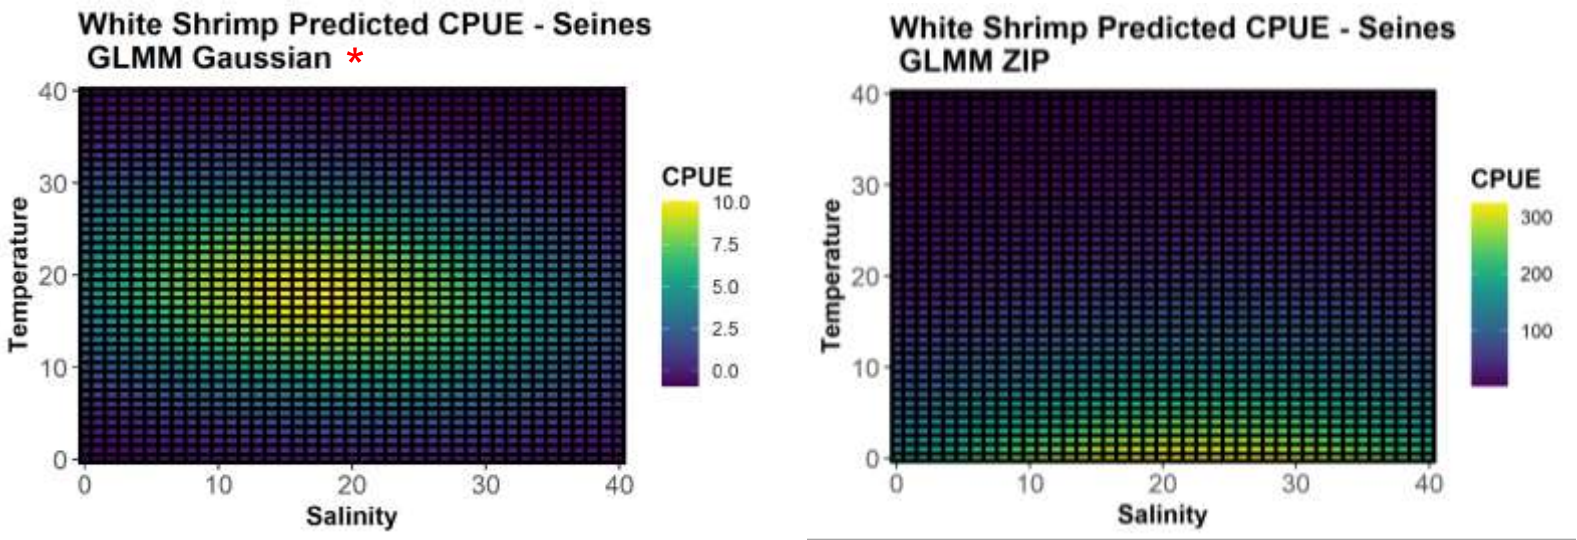 White Shrimp Predicted CPUE - Seines
GLMM Gaussian *
40
30
20
10
0
Temperature
0 10 20 30 40
Salinity
CPUE
10.0
7.5
5.0
2.5
0.0
White Shrimp Predicted CPUE - Seines
GLMM ZIP
40
30
20
10
0
Temperature
0 10 20 30 40
Salinity
CPUE
300
200
100